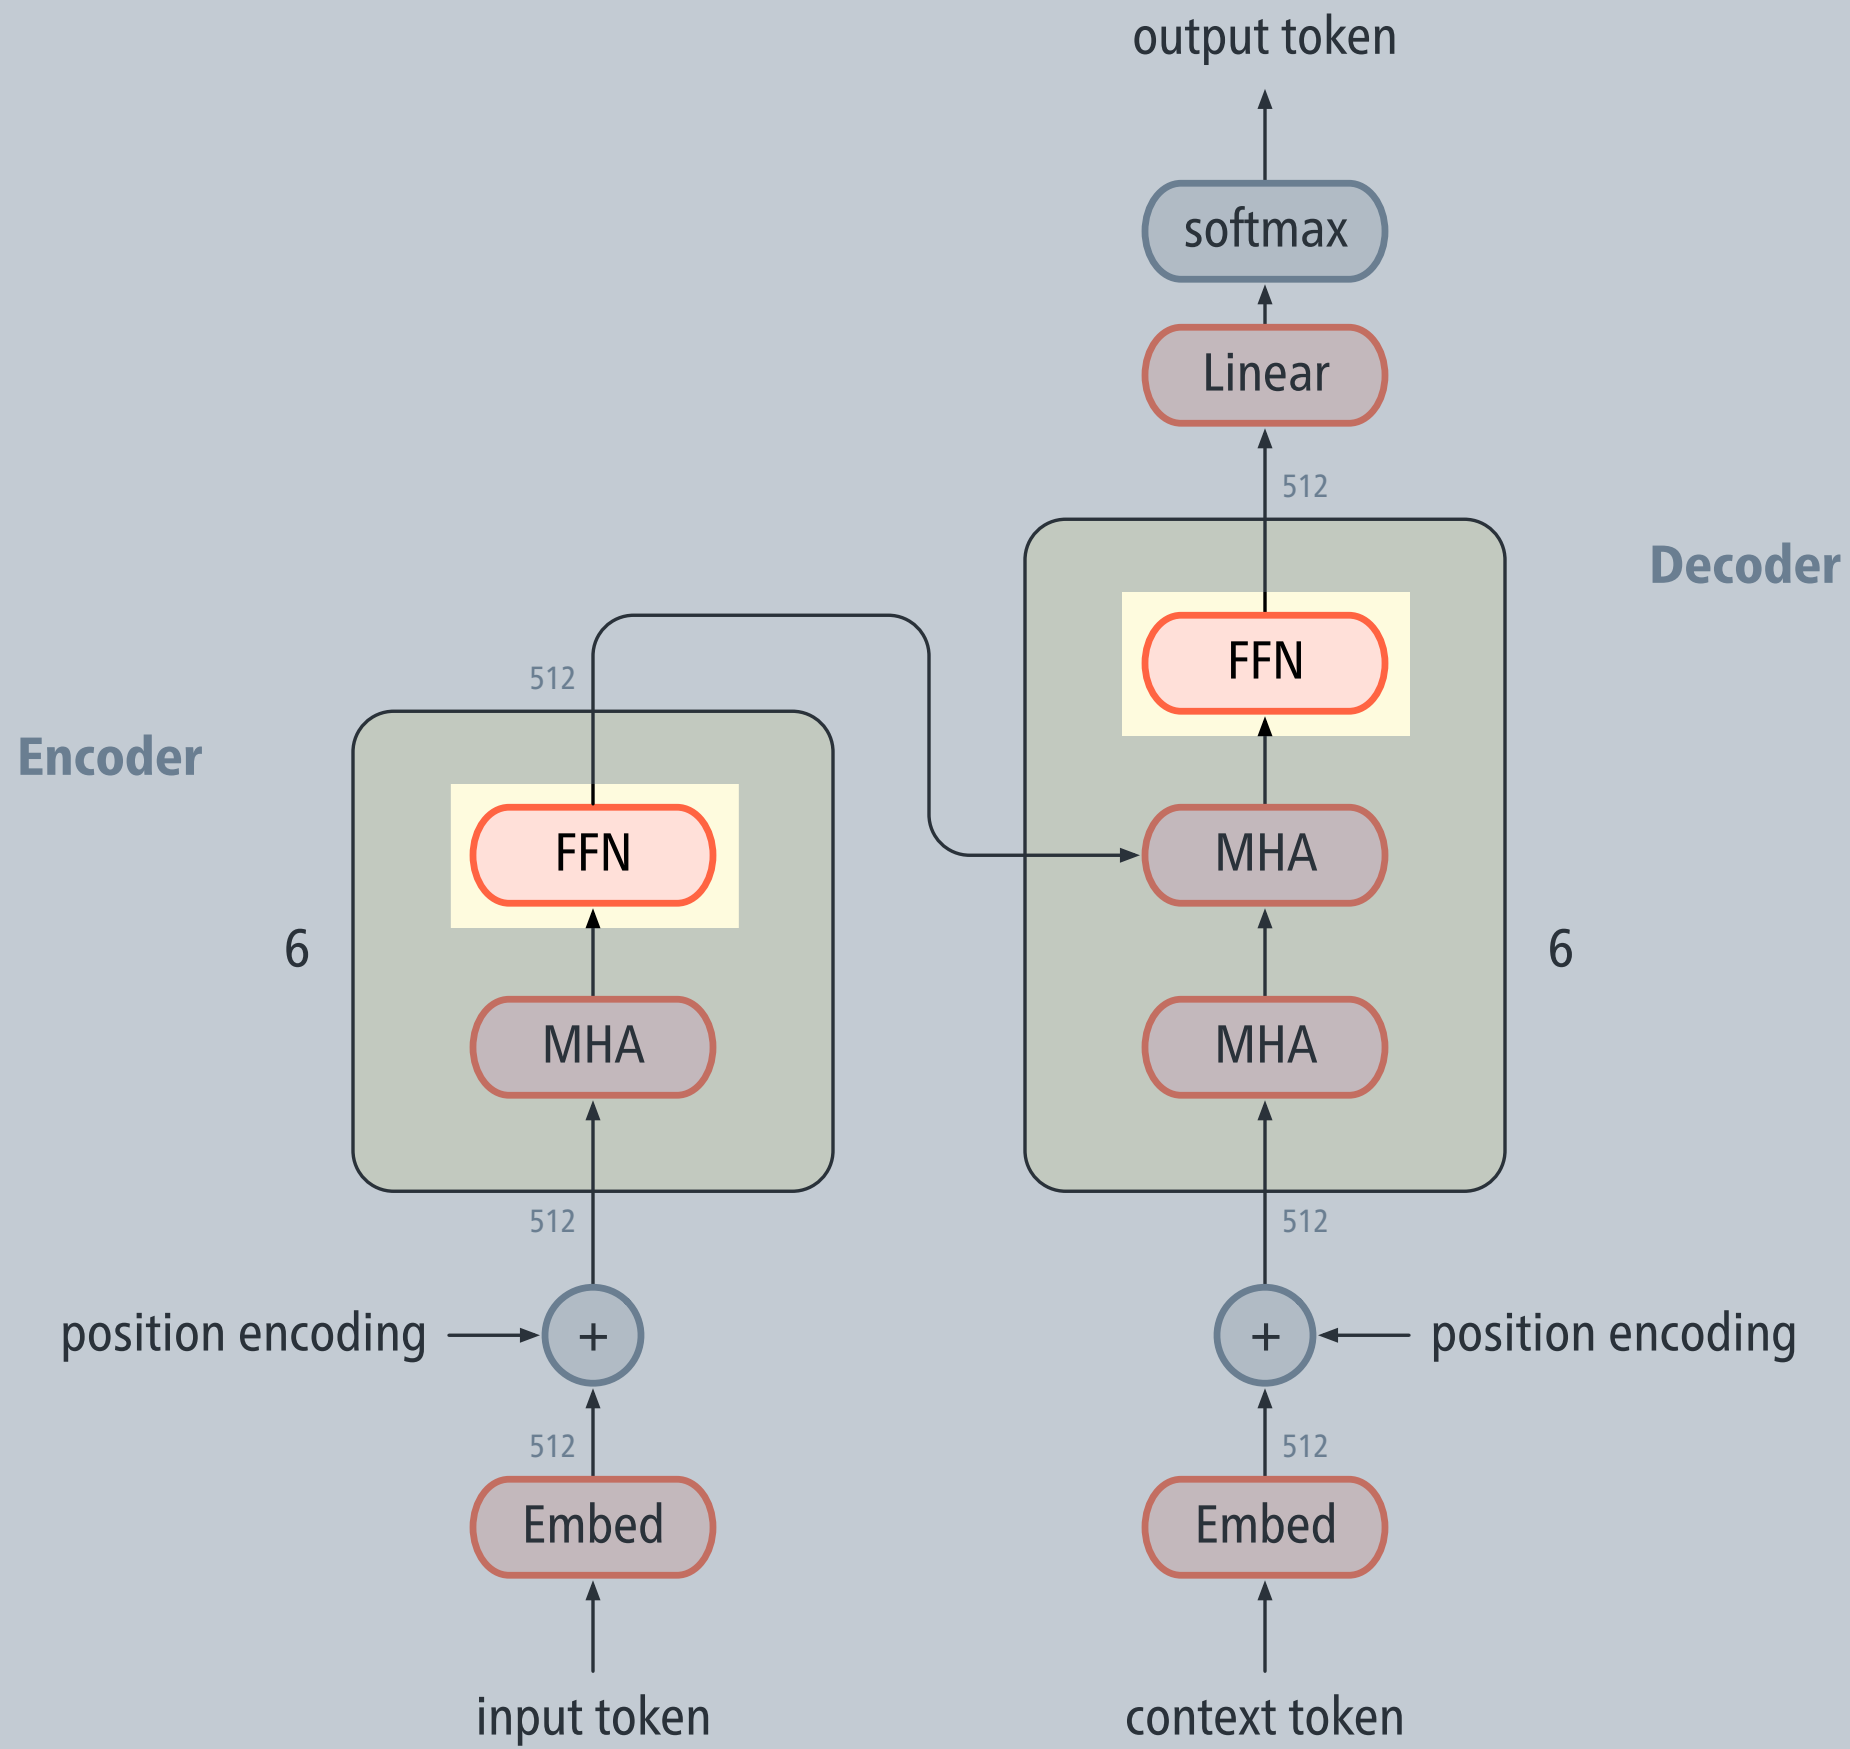 output token
softmax
Linear
512
Decoder
FFN
512
Encoder
FFN
MHA
6
6
MHA
MHA
512
512
position encoding
+
+
position encoding
512
512
Embed
Embed
input token
context token